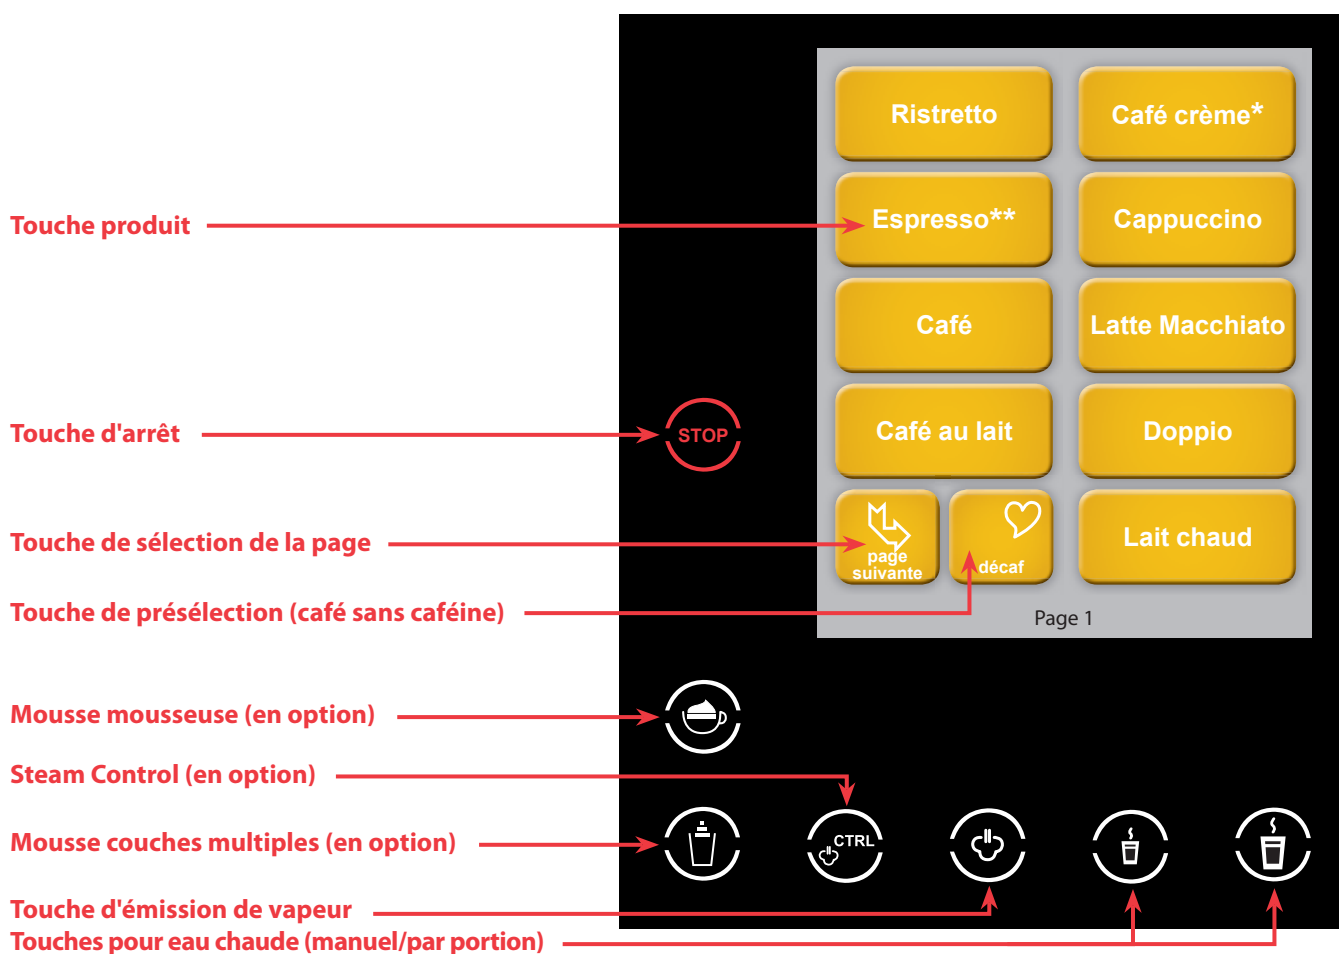 Ristretto
Café crème*
Touche produit
Espresso**
Cappuccino
Café
Latte Macchiato
Touche d'arrêt
STOP
Café au lait
Doppio
Touche de sélection de la page
page
suivante
décaf
Lait chaud
Touche de présélection (café sans caféine)
Page 1
Mousse mousseuse (en option)
Steam Control (en option)
Mousse couches multiples (en option)
CTRL
Touche d'émission de vapeur
Touches pour eau chaude (manuel/par portion)